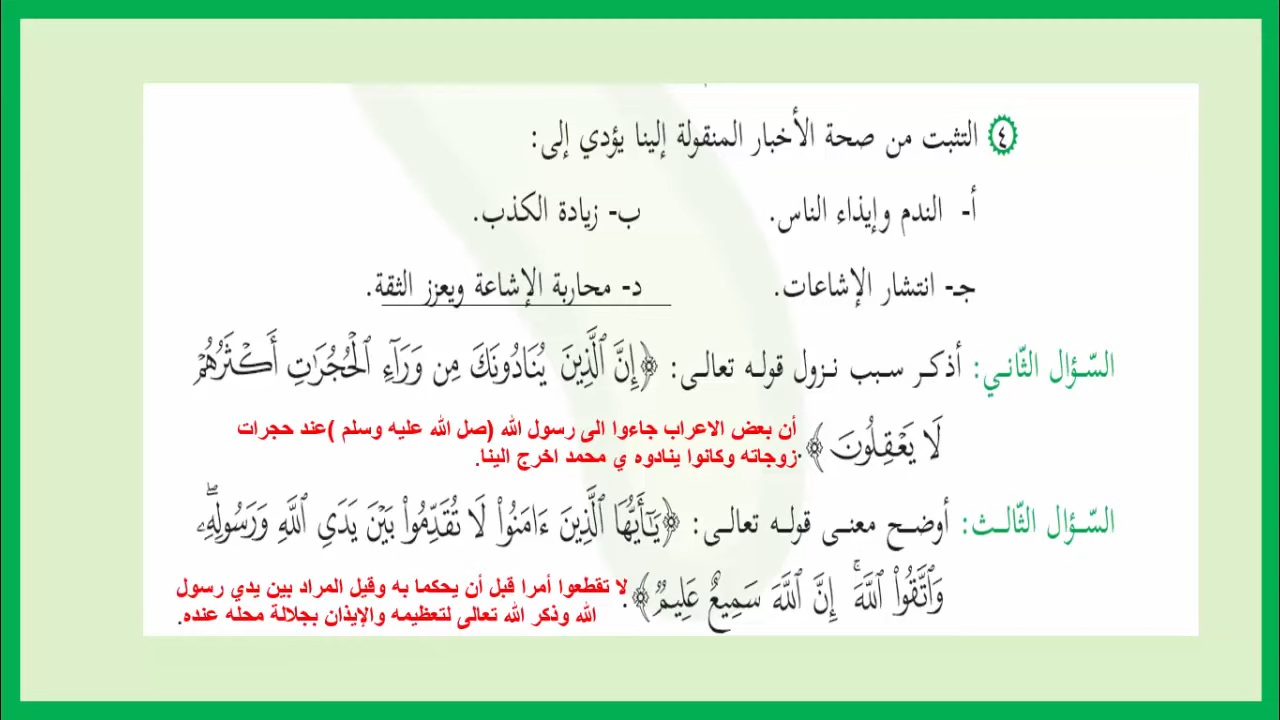 ٤ التثبت من صحة الأخبار المنقولة إلينا يؤدي إلى:
أ- الندم وإيذاء الناس. ب- زيادة الكذب.
جـ- انتشار الإشاعات. د- محاربة الإشاعة ويعزز الثقة.
السّؤال الثّاني: أذكر سبب نزول قوله تعالى: ﴿إِنَّ ٱلَّذِينَ يُنَادُونَكَ مِن وَرَآءِ ٱلْحُجُرَٰتِ أَكْثَرُهُمْ
لَا يَعْقِلُونَ﴾.
أن بعض الاعراب جاءوا الى رسول الله (صل الله عليه وسلم )عند حجرات
زوجاته وكانوا ينادوه ي محمد اخرج الينا.
السّؤال الثّالث: أوضح معنى قوله تعالى: ﴿يَٰٓأَيُّهَا ٱلَّذِينَ ءَامَنُوا۟ لَا تُقَدِّمُوا۟ بَيْنَ يَدَىِ ٱللَّهِ وَرَسُولِهِۦۖ
وَٱتَّقُوا۟ ٱللَّهَۚ إِنَّ ٱللَّهَ سَمِيعٌ عَلِيمٌ﴾.
لا تقطعوا أمرا قبل أن يحكما به وقيل المراد بين يدي رسول
الله وذكر الله تعالى لتعظيمه والإيذان بجلالة محله عنده.